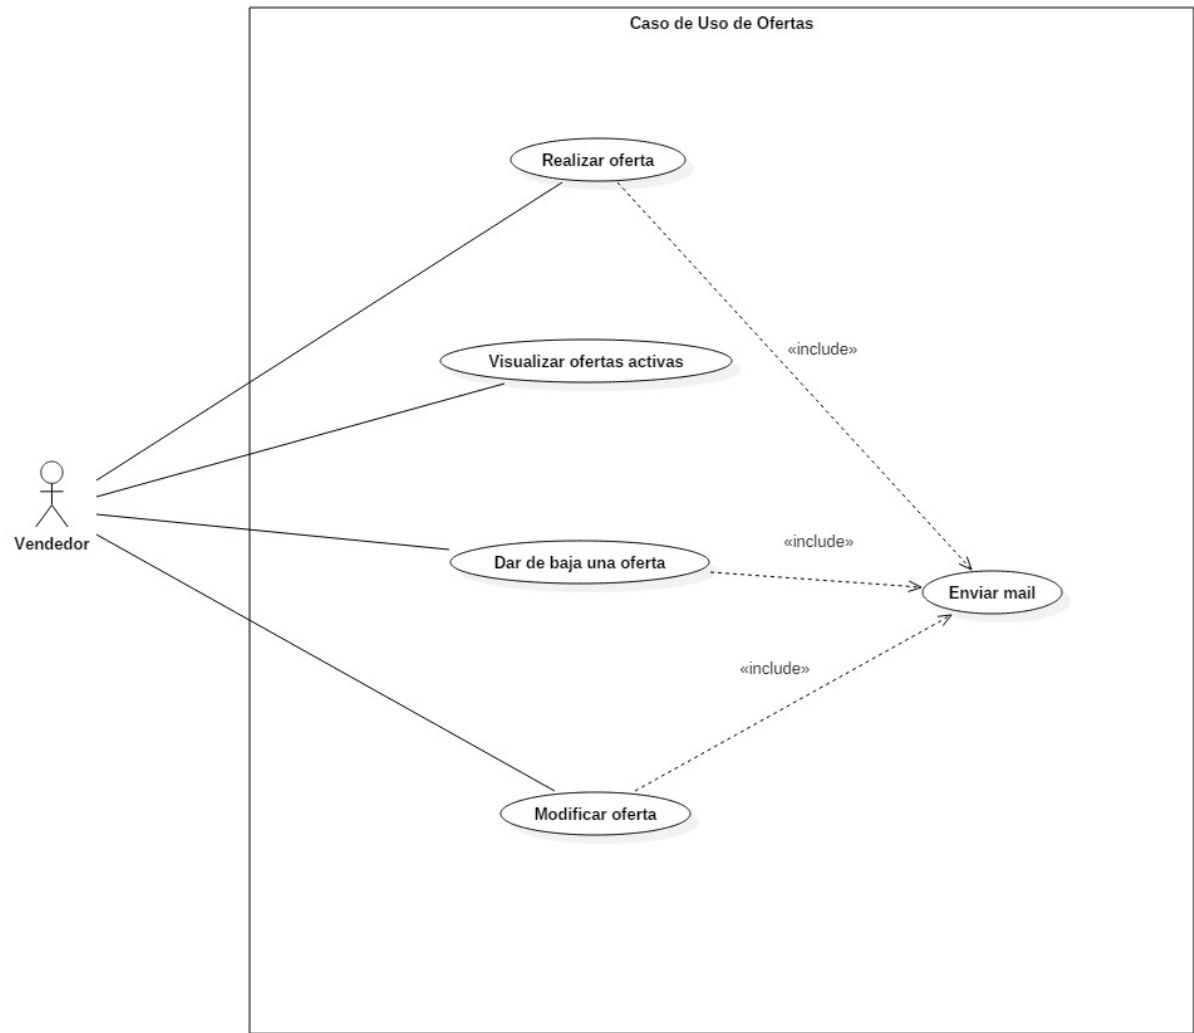 Caso de Uso de Ofertas
Realizar oferta
«include»
Visualizar ofertas activas
Vendedor
Dar de baja una oferta
«include»
Enviar mail
«include»
Modificar oferta